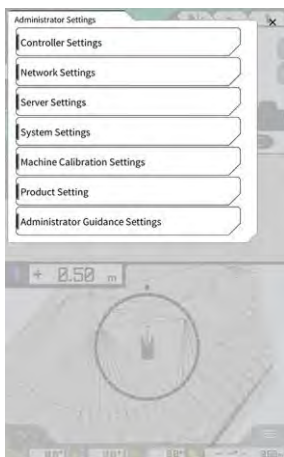 Administrator Settings
×
Controller Settings
Network Settings
Server Settings
System Settings
Machine Calibration Settings
Product Setting
Administrator Guidance Settings
+ 0.50 m